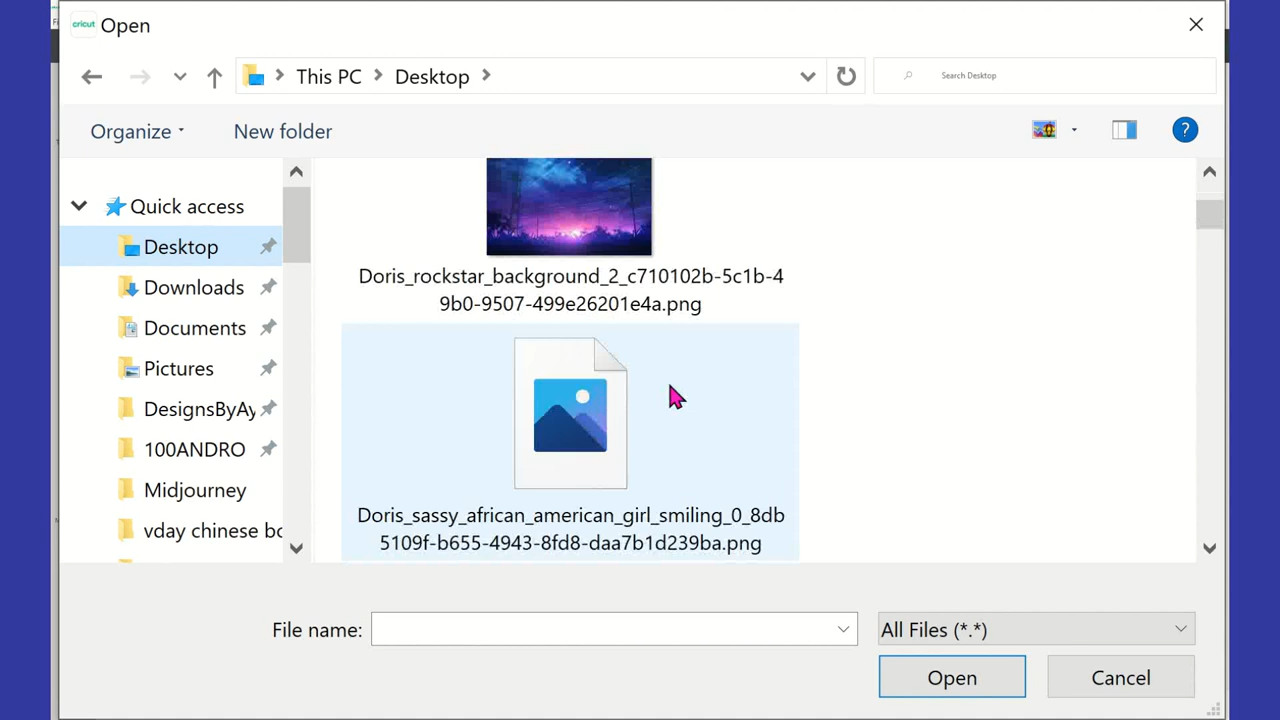 cricut Open
This PC Desktop
Search Desktop
Organize
New folder
?
Quick access
Desktop
Downloads
Documents
Pictures
DesignsByAy
100ANDRO
Midjourney
vday chinese bo
Doris_rockstar_background_2_c710102b-5c1b-4
9b0-9507-499e26201e4a.png
Doris_sassy_african_american_girl_smiling_0_8db
5109f-b655-4943-8fd8-daa7b1d239ba.png
File name:
All Files (*.*)
Open
Cancel